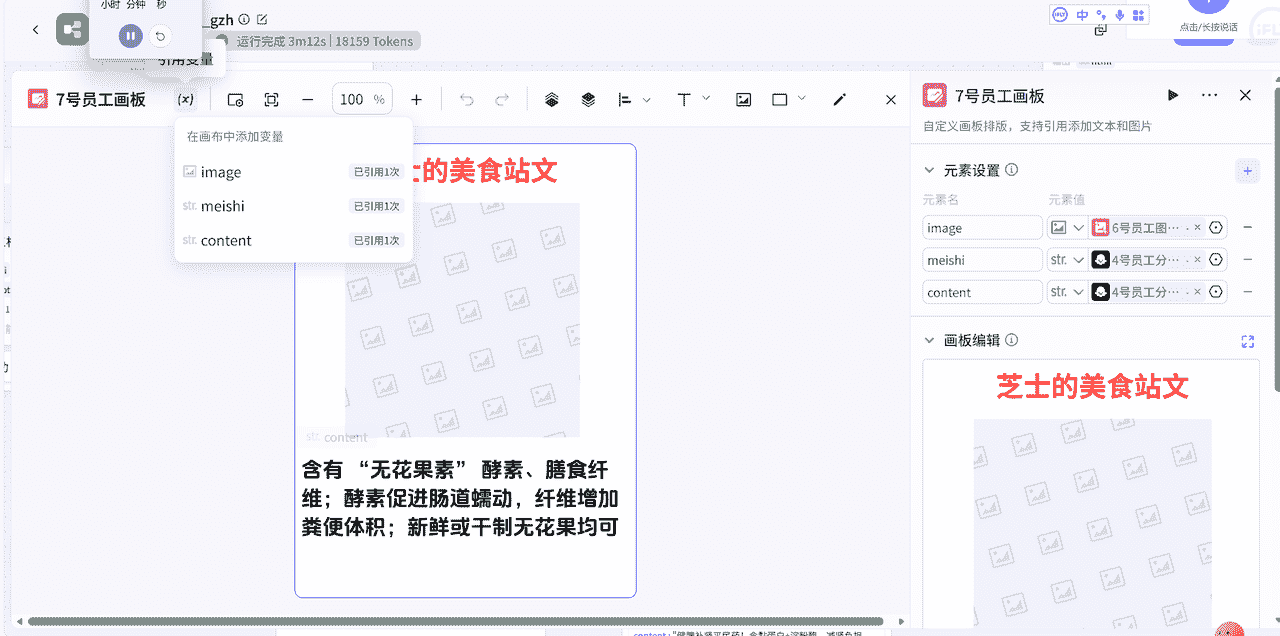 小时 分钟 秒
_gzh
运行完成 3m12s | 18159 Tokens
引用变量
中
点击/长按说话
7号员工画板
(x)
100 %
T
在画布中添加变量
image 已引用1次
str. meishi 已引用1次
str. content 已引用1次
士的美食站文
str. content
含有 “无花果素” 酵素、膳食纤
维；酵素促进肠道蠕动，纤维增加
粪便体积；新鲜或干制无花果均可
7号员工画板
自定义画板排版，支持引用添加文本和图片
元素设置
元素名 元素值
image 6号员工图…
meishi str. 4号员工分…
content str. 4号员工分…
画板编辑
芝士的美食站文